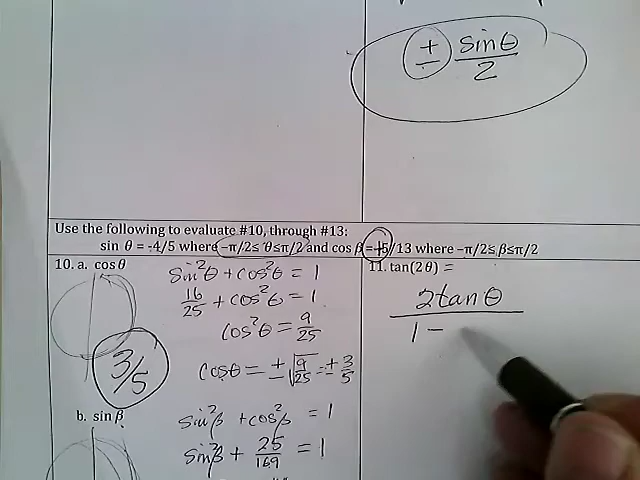 ± sinθ/2
Use the following to evaluate #10, through #13:
sin θ = -4/5 where -π/2≤ θ≤π/2 and cos β =+5/13 where -π/2≤ β≤π/2
10. a. cosθ
sin²θ + cos²θ = 1
16/25 + cos²θ = 1
cos²θ = 9/25
cosθ = ±√9/25 = ± 3/5
3/5
b. sinβ
sin²β + cos²β = 1
sin²β + 25/169 = 1
11. tan(2θ) =
2tanθ
1 -